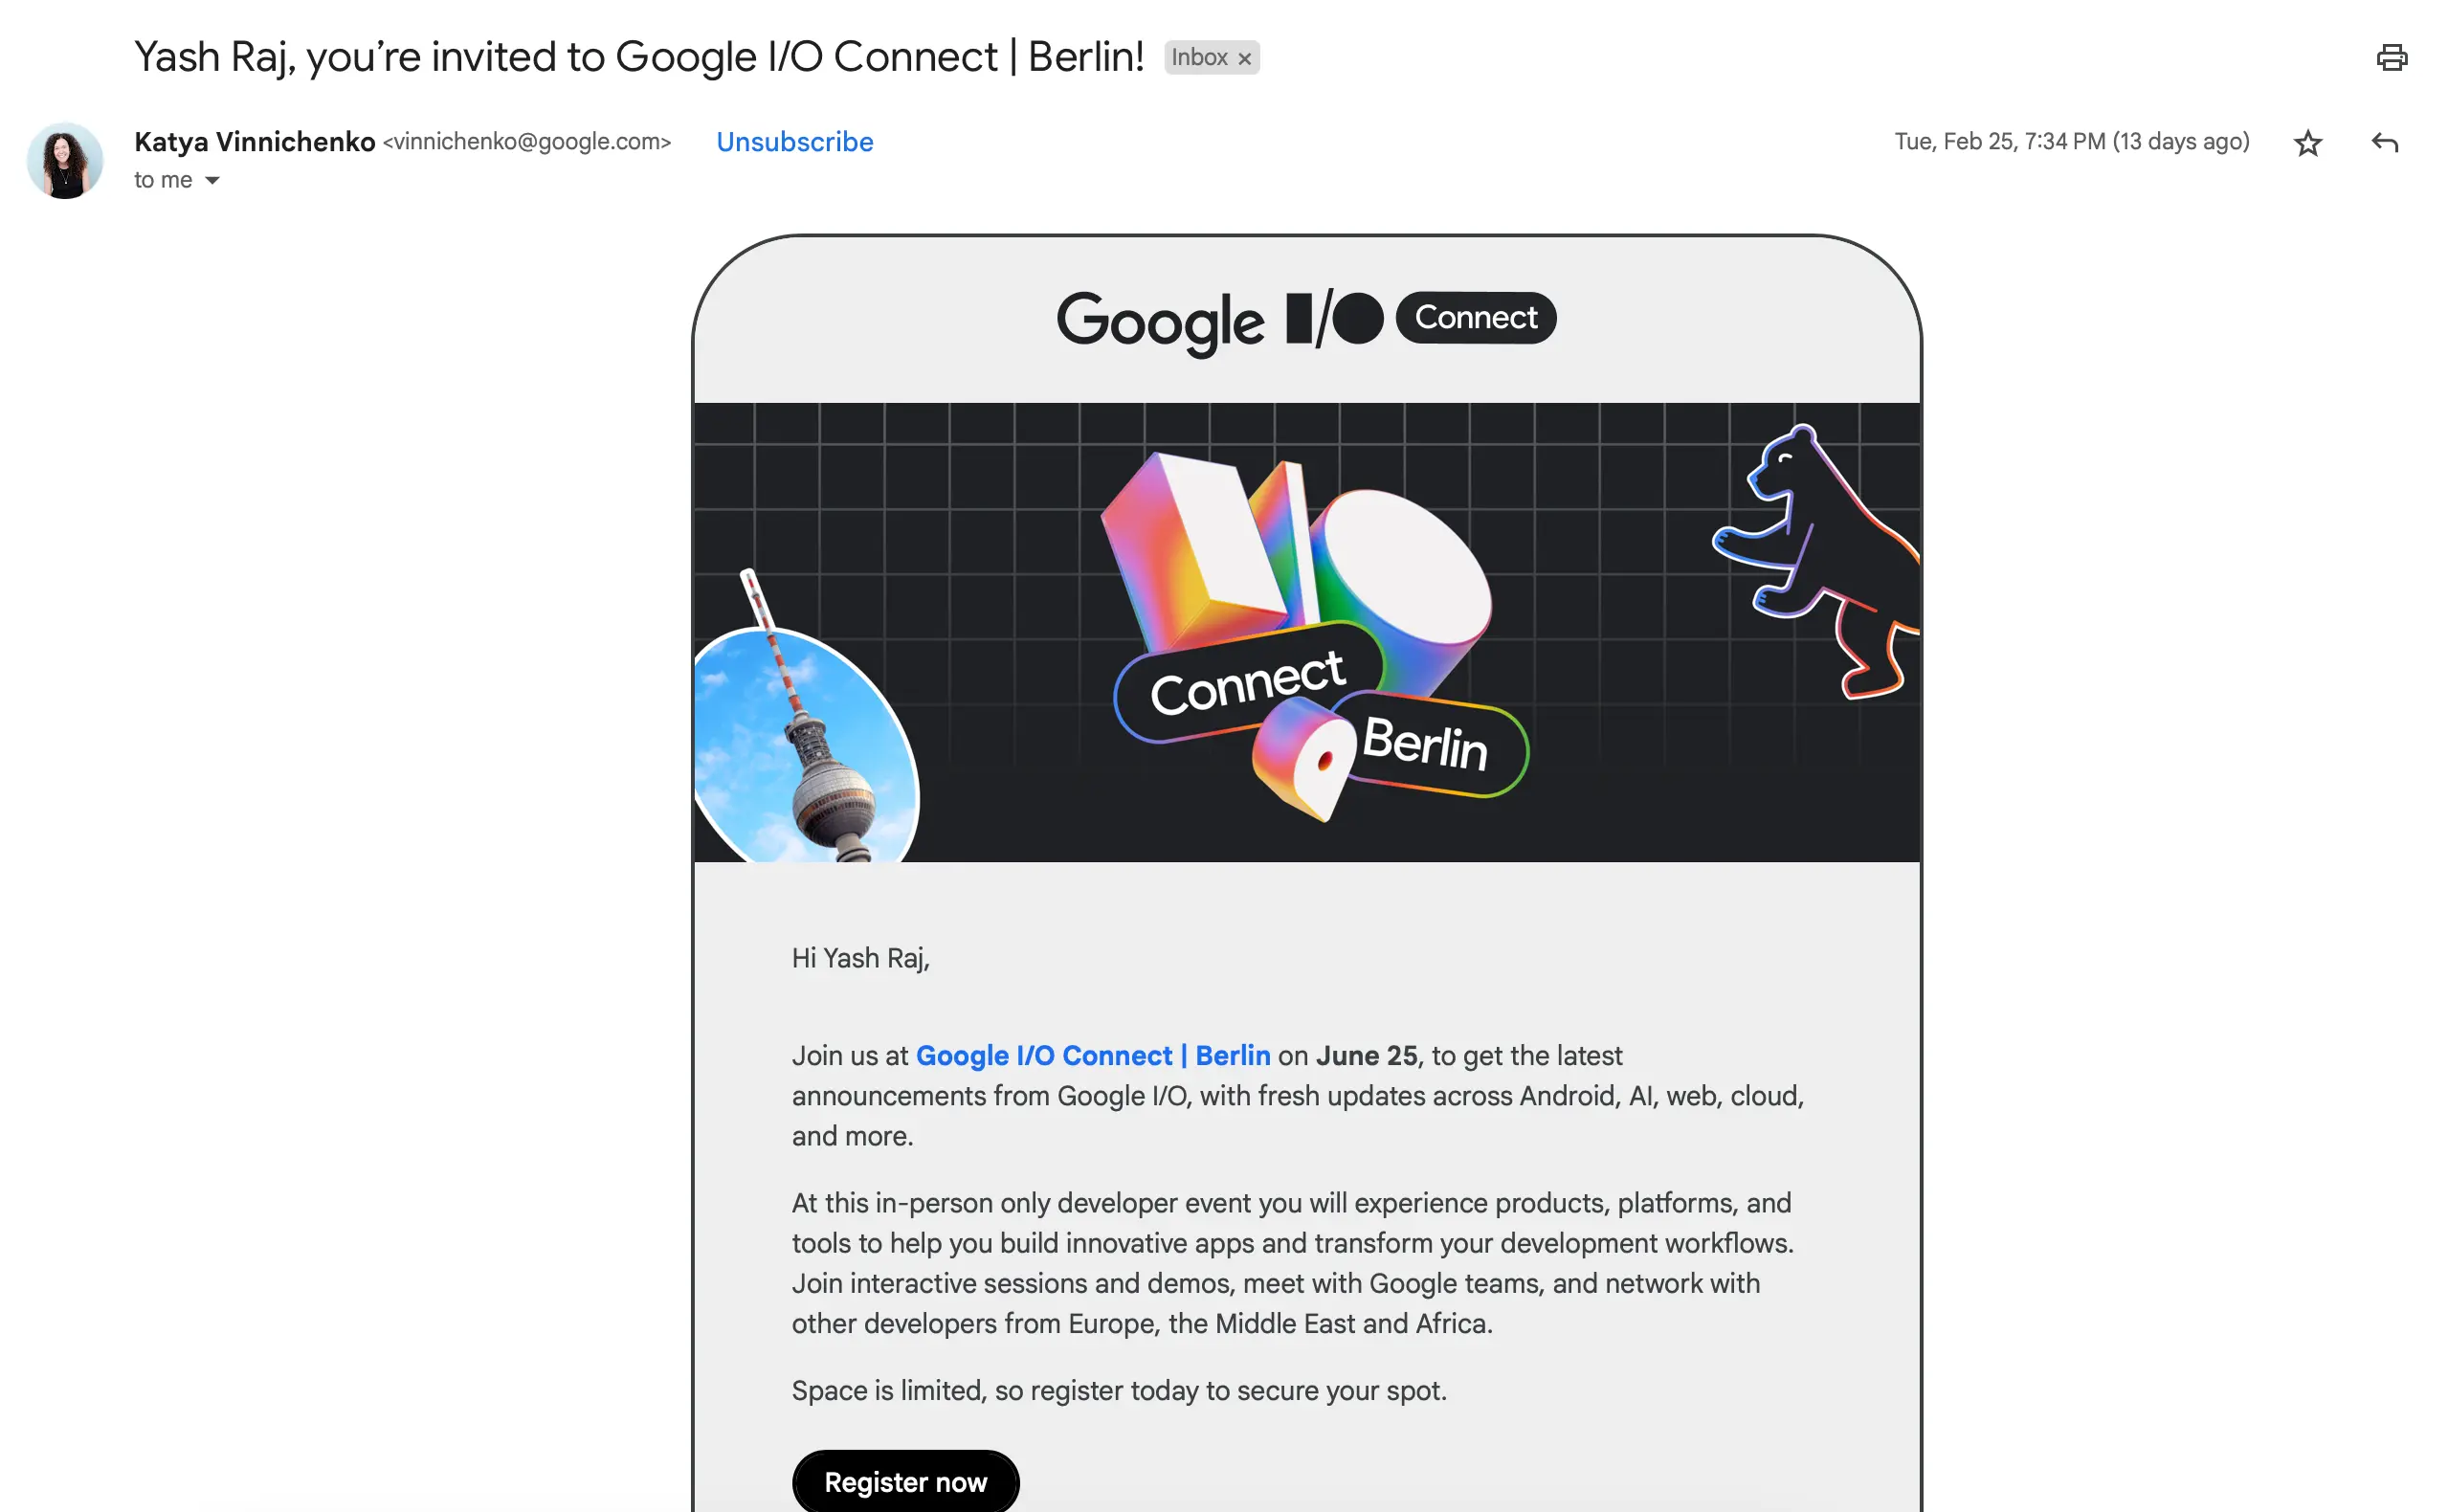 Yash Raj, you’re invited to Google I/O Connect | Berlin! Inbox ×
Katya Vinnichenko <vinnichenko@google.com> Unsubscribe Tue, Feb 25, 7:34 PM (13 days ago)
to me
Google I/O Connect
I/O
Connect
Berlin
Hi Yash Raj,
Join us at Google I/O Connect | Berlin on June 25, to get the latest
announcements from Google I/O, with fresh updates across Android, AI, web, cloud,
and more.
At this in-person only developer event you will experience products, platforms, and
tools to help you build innovative apps and transform your development workflows.
Join interactive sessions and demos, meet with Google teams, and network with
other developers from Europe, the Middle East and Africa.
Space is limited, so register today to secure your spot.
Register now